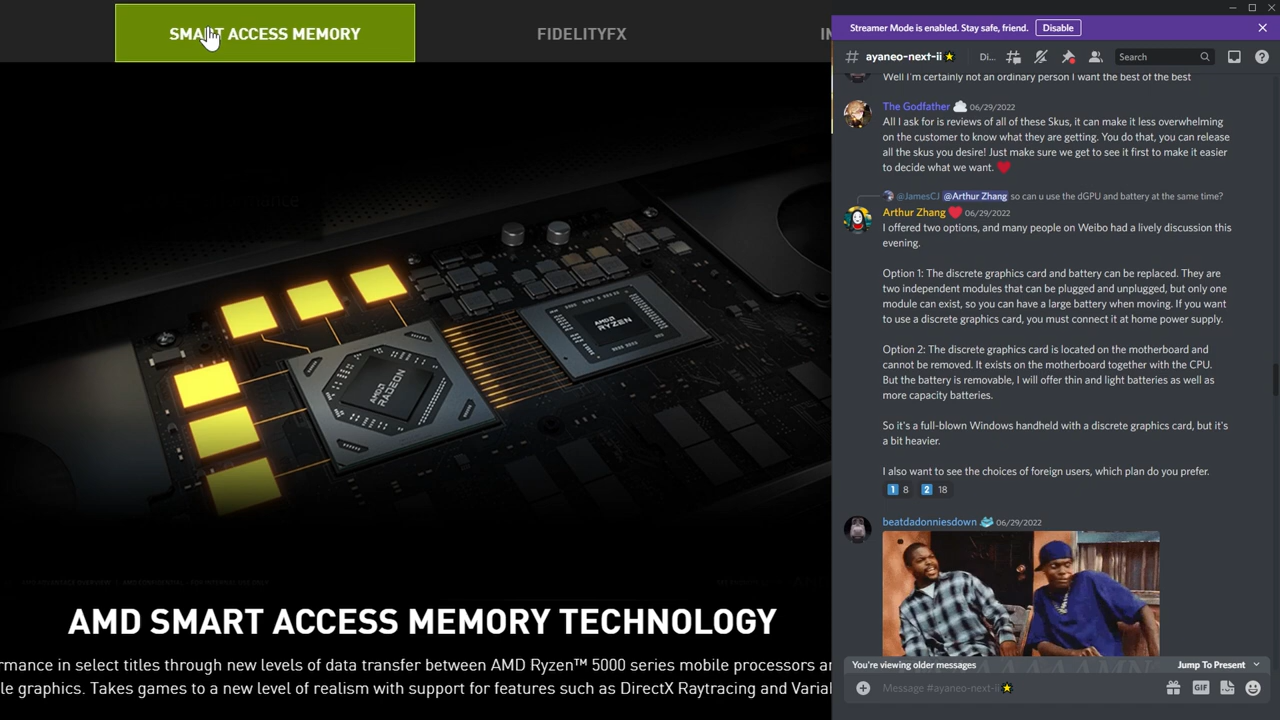 SMART ACCESS MEMORY
FIDELITYFX
AMD
RADEON
AMD
RYZEN
AMD SMART ACCESS MEMORY TECHNOLOGY
rmance in select titles through new levels of data transfer between AMD Ryzen™ 5000 series mobile processors
le graphics. Takes games to a new level of realism with support for features such as DirectX Raytracing and
Streamer Mode is enabled. Stay safe, friend.
Disable
# ayaneo-next-ii
Di...
Search
Well I'm certainly not an ordinary person I want the best of the best
The Godfather 06/29/2022
All I ask for is reviews of all of these Skus, it can make it less overwhelming
on the customer to know what they are getting. You do that, you can release
all the skus you desire! Just make sure we get to see it first to make it easier
to decide what we want.
@JamesCJ @Arthur Zhang so can u use the dGPU and battery at the same time?
Arthur Zhang 06/29/2022
I offered two options, and many people on Weibo had a lively discussion this
evening.
Option 1: The discrete graphics card and battery can be replaced. They are
two independent modules that can be plugged and unplugged, but only one
module can exist, so you can have a large battery when moving. If you want
to use a discrete graphics card, you must connect it at home power supply.
Option 2: The discrete graphics card is located on the motherboard and
cannot be removed. It exists on the motherboard together with the CPU.
But the battery is removable, I will offer thin and light batteries as well as
more capacity batteries.
So it's a full-blown Windows handheld with a discrete graphics card, but it's
a bit heavier.
I also want to see the choices of foreign users, which plan do you prefer.
1 8 2 18
beatdadonniesdown 06/29/2022
You're viewing older messages
Jump To Present
Message #ayaneo-next-ii
GIF